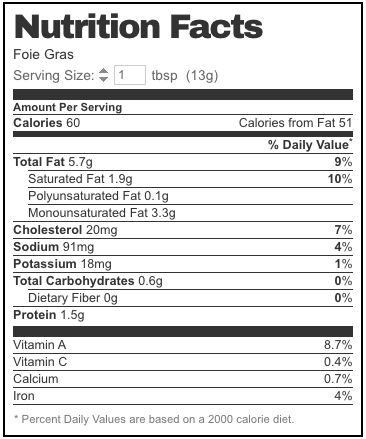 Nutrition Facts
Foie Gras
Serving Size: 1 tbsp (13g)
Amount Per Serving
Calories 60 Calories from Fat 51
% Daily Value*
Total Fat 5.7g 9%
Saturated Fat 1.9g 10%
Polyunsaturated Fat 0.1g
Monounsaturated Fat 3.3g
Cholesterol 20mg 7%
Sodium 91mg 4%
Potassium 18mg 1%
Total Carbohydrates 0.6g 0%
Dietary Fiber 0g 0%
Protein 1.5g
Vitamin A 8.7%
Vitamin C 0.4%
Calcium 0.7%
Iron 4%
* Percent Daily Values are based on a 2000 calorie diet.